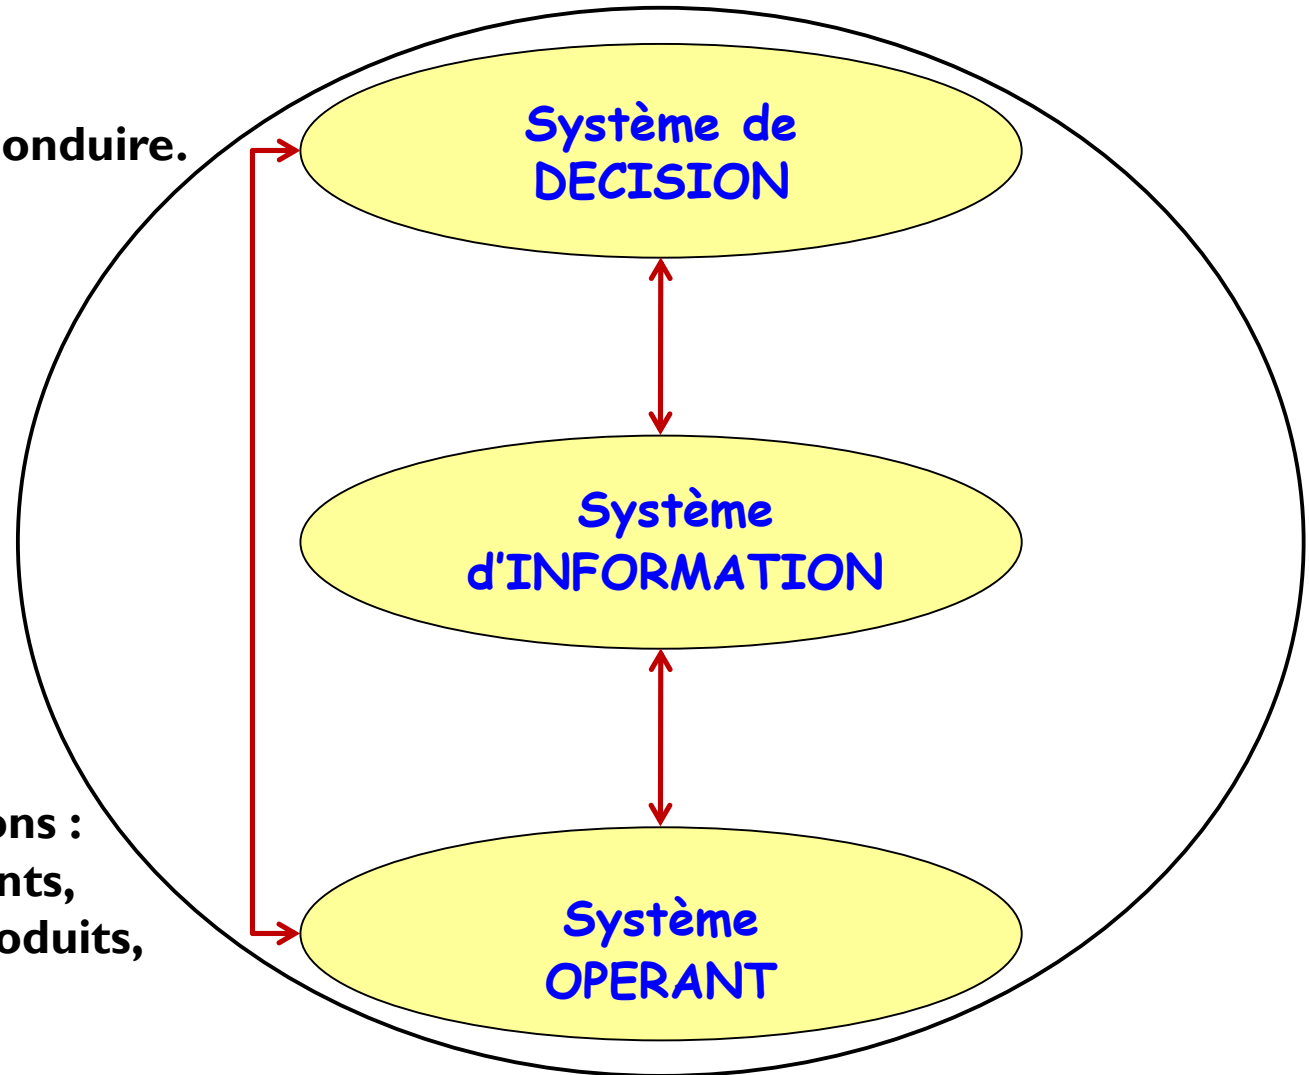 Système de
DECISION
onduire.
Système
d'INFORMATION
ons :
nts,
oduits,
Système
OPERANT